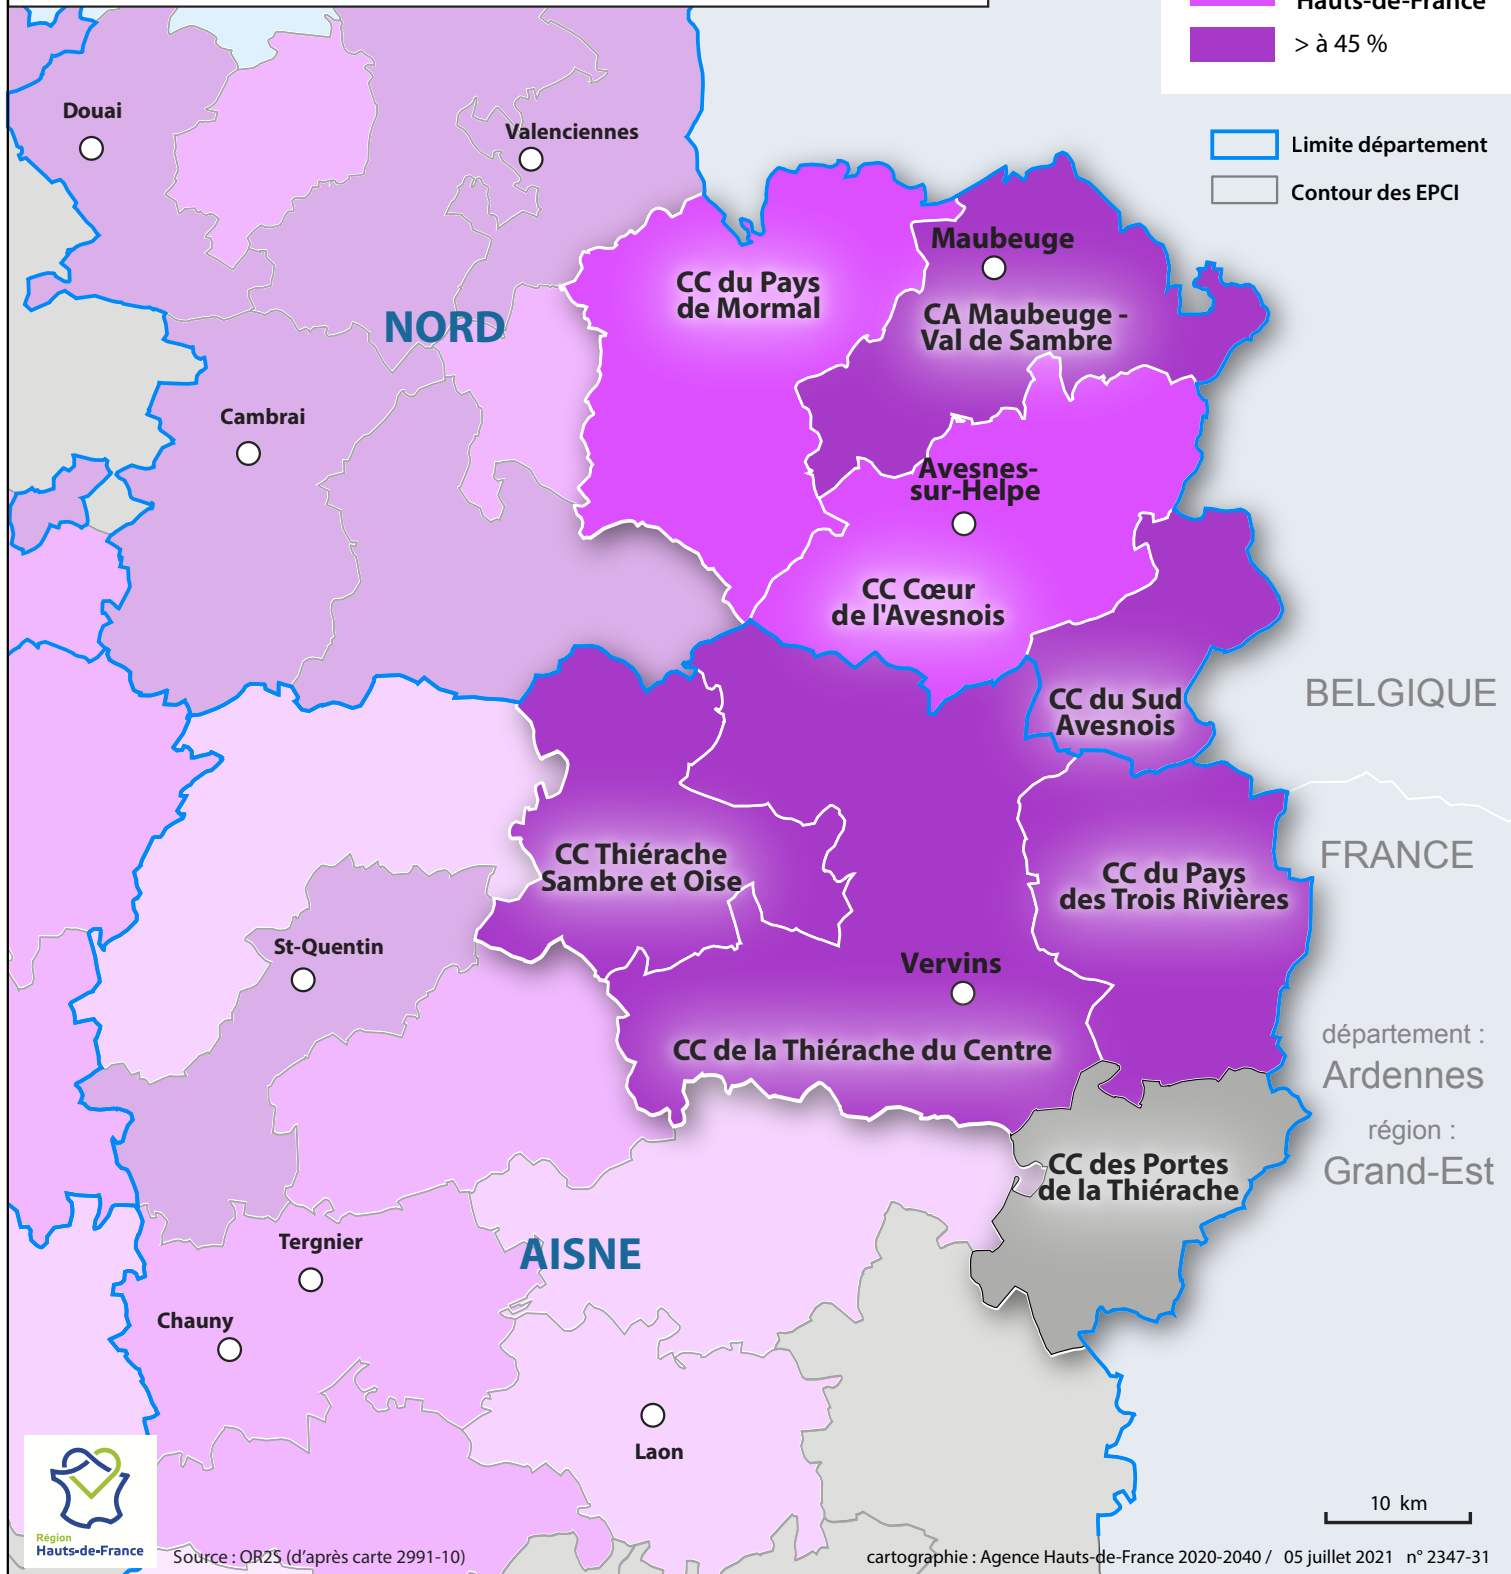 Hauts-de-France
> à 45 %
Limite département
Contour des EPCI
Douai
Valenciennes
Maubeuge
CC du Pays
de Mormal
CA Maubeuge -
Val de Sambre
NORD
Cambrai
Avesnes-
sur-Helpe
CC Cœur
de l'Avesnois
BELGIQUE
CC du Sud
Avesnois
CC Thiérache
Sambre et Oise
FRANCE
CC du Pays
des Trois Rivières
St-Quentin
Vervins
CC de la Thiérache du Centre
département :
Ardennes
région :
Grand-Est
CC des Portes
de la Thiérache
Tergnier
AISNE
Chauny
Laon
10 km
Région
Hauts-de-France
Source : OR2S (d'après carte 2991-10)
cartographie : Agence Hauts-de-France 2020-2040 / 05 juillet 2021 n° 2347-31